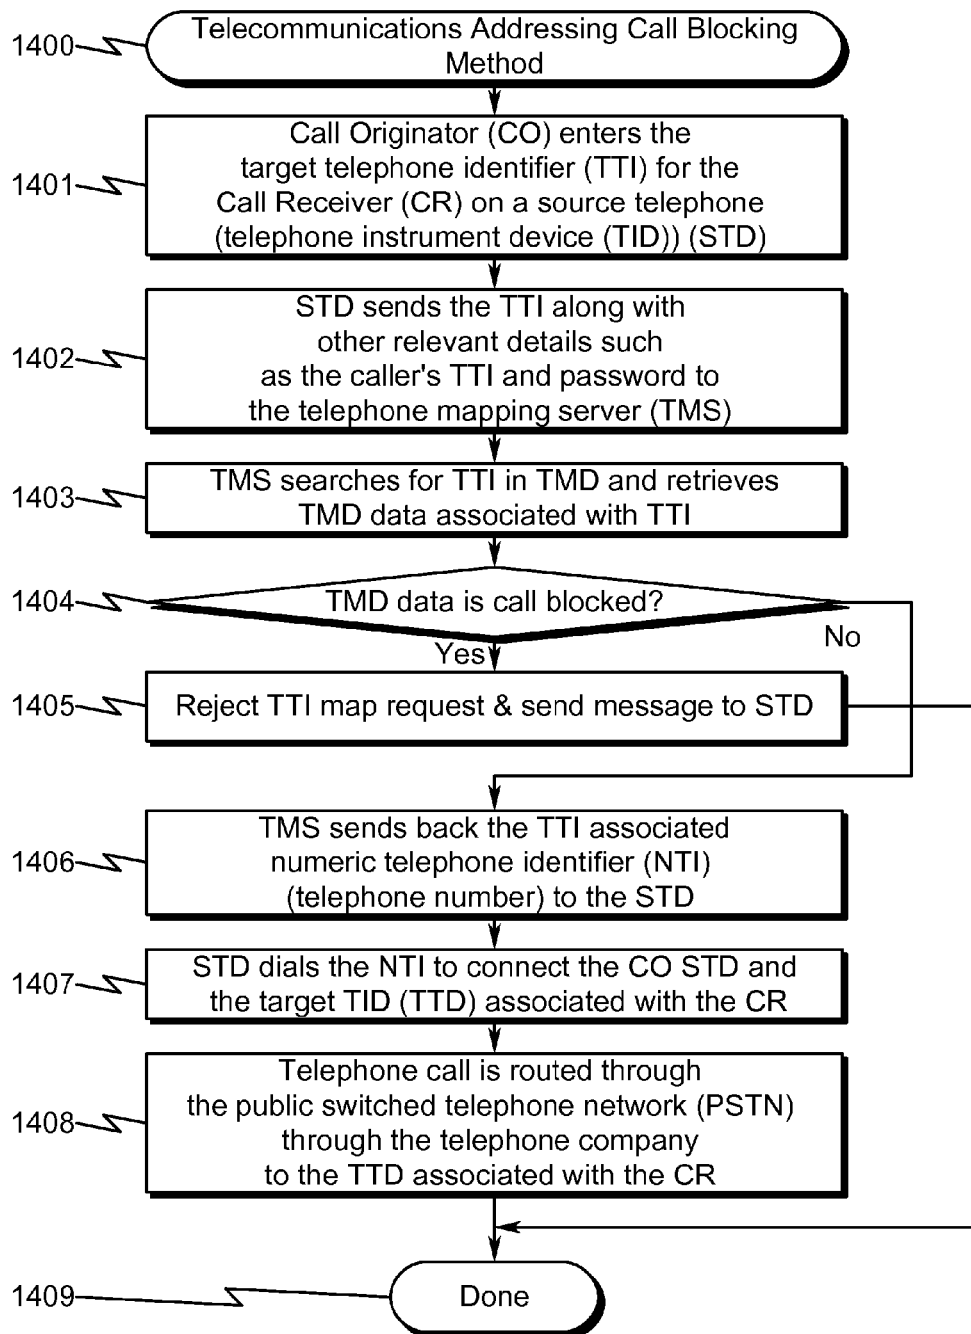 1400
Telecommunications Addressing Call Blocking
Method
1401
Call Originator (CO) enters the
target telephone identifier (TTI) for the
Call Receiver (CR) on a source telephone
(telephone instrument device (TID)) (STD)
1402
STD sends the TTI along with
other relevant details such
as the caller's TTI and password to
the telephone mapping server (TMS)
1403
TMS searches for TTI in TMD and retrieves
TMD data associated with TTI
1404
TMD data is call blocked?
No
Yes
1405
Reject TTI map request & send message to STD
1406
TMS sends back the TTI associated
numeric telephone identifier (NTI)
(telephone number) to the STD
1407
STD dials the NTI to connect the CO STD and
the target TID (TTD) associated with the CR
1408
Telephone call is routed through
the public switched telephone network (PSTN)
through the telephone company
to the TTD associated with the CR
1409
Done